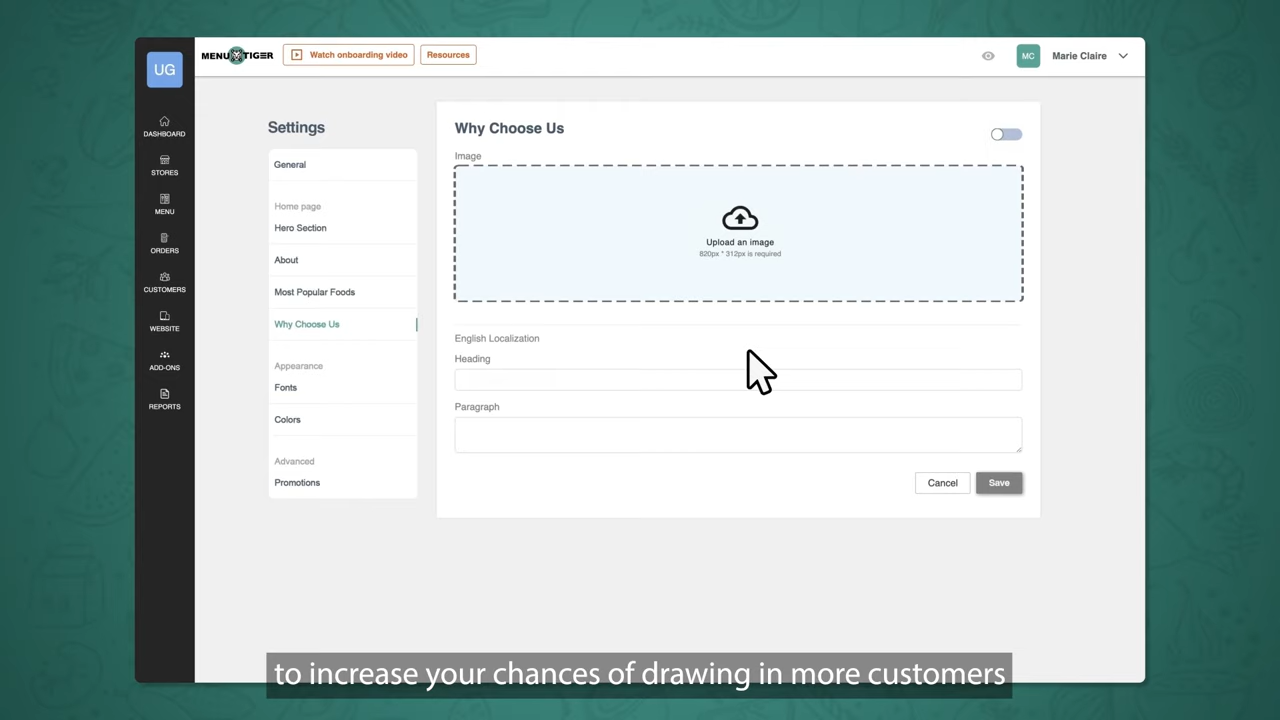 UG
MENU TIGER
Watch onboarding video
Resources
MC
Marie Claire
DASHBOARD
STORES
MENU
ORDERS
CUSTOMERS
WEBSITE
ADD-ONS
REPORTS
Settings
General
Home page
Hero Section
About
Most Popular Foods
Why Choose Us
Appearance
Fonts
Colors
Advanced
Promotions
Why Choose Us
Image
Upload an image
820px * 312px is required
English Localization
Heading
Paragraph
Cancel
Save
to increase your chances of drawing in more customers